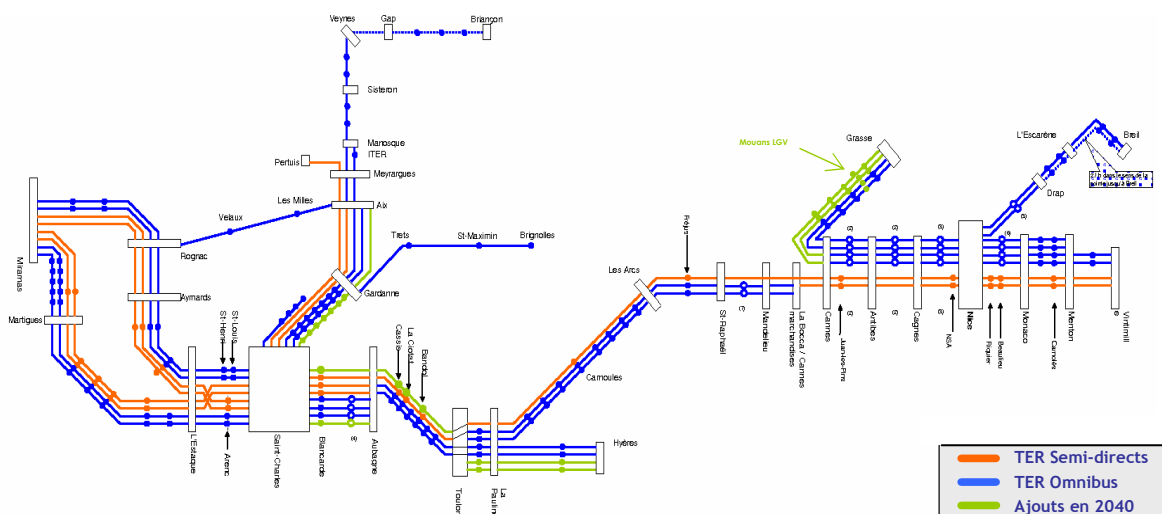 Veynes
Gap
Briançon
Sisteron
Manosque
ITER
Pertuis
Meyrargues
Mouans LGV
Grasse
L'Escarène
Breil
Drap
Les Milles
Aix
Velaux
Trets
St-Maximin
Brignolles
Rognac
Miramas
Aymards
Gardanne
Martigues
St-Henri
St-Louis
Fréjus
Les Arcs
Cassis
La Ciotat
Bandol
Carnoules
St-Raphaël
Mandelieu
La Bocca / Cannes
marchandises
Cannes
Juan-les-Pins
Antibes
Cagnes
NSA
Nice
Riquier
Beaulieu
Monaco
Carnolès
Menton
Vintimill
e
L'Estaque
Arenc
Saint-Charles
Blancarde
Aubagne
Toulon
La
Pauline
Hyères
TER Semi-directs
TER Omnibus
Ajouts en 2040